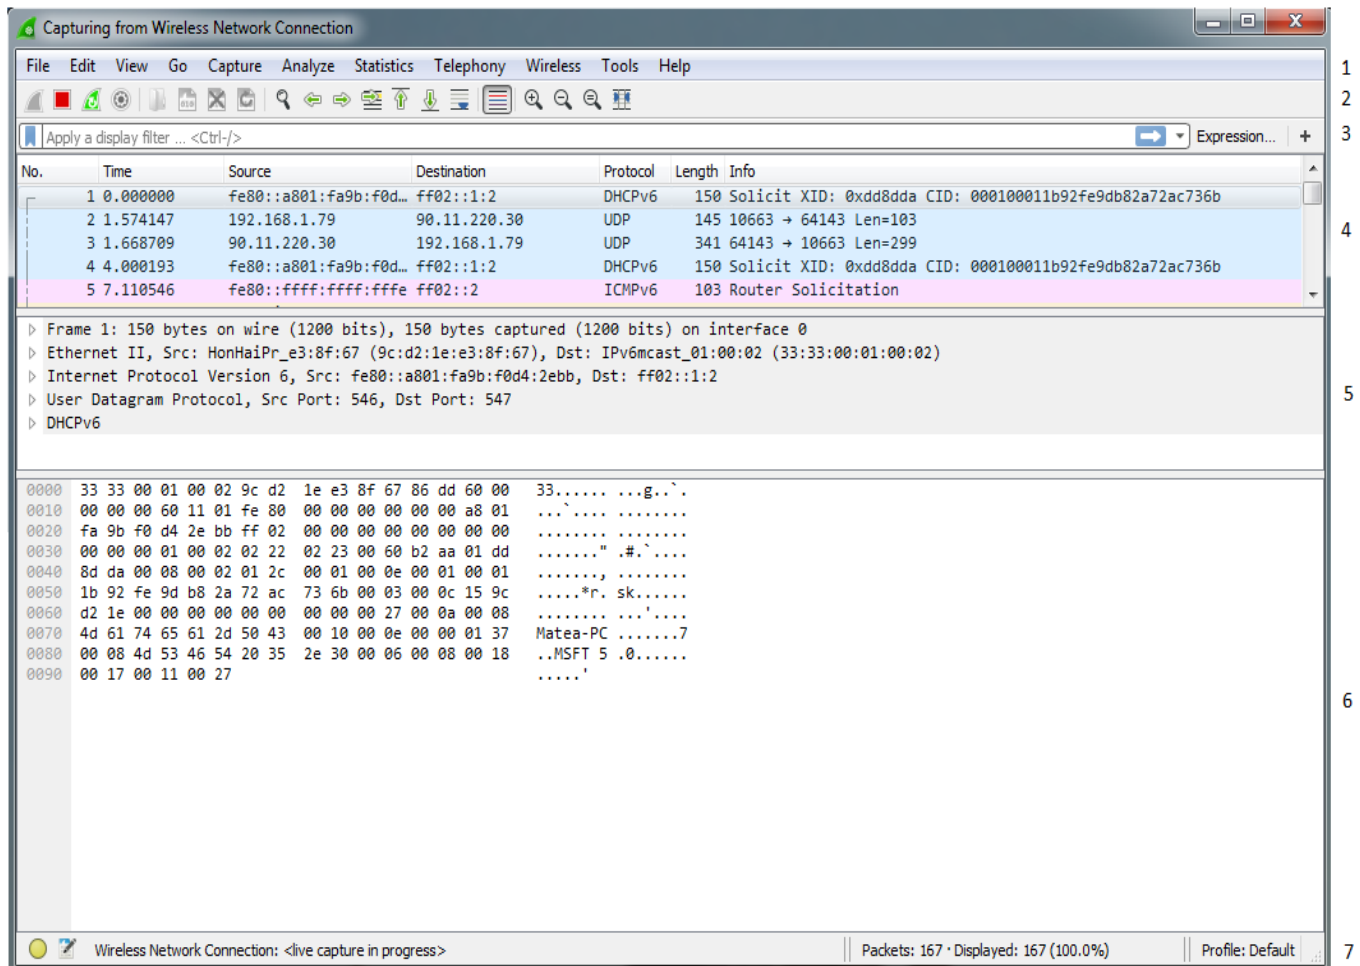 Capturing from Wireless Network Connection
File Edit View Go Capture Analyze Statistics Telephony Wireless Tools Help
1
2
Apply a display filter ... <Ctrl-/> Expression... +
3
No. Time Source Destination Protocol Length Info
1 0.000000 fe80::a801:fa9b:f0d… ff02::1:2 DHCPv6 150 Solicit XID: 0xdd8dda CID: 000100011b92fe9db82a72ac736b
2 1.574147 192.168.1.79 90.11.220.30 UDP 145 10663 → 64143 Len=103
3 1.668709 90.11.220.30 192.168.1.79 UDP 341 64143 → 10663 Len=299
4
4 4.000193 fe80::a801:fa9b:f0d… ff02::1:2 DHCPv6 150 Solicit XID: 0xdd8dda CID: 000100011b92fe9db82a72ac736b
5 7.110546 fe80::ffff:ffff:fffe ff02::2 ICMPv6 103 Router Solicitation
Frame 1: 150 bytes on wire (1200 bits), 150 bytes captured (1200 bits) on interface 0
Ethernet II, Src: HonHaiPr_e3:8f:67 (9c:d2:1e:e3:8f:67), Dst: IPv6mcast_01:00:02 (33:33:00:01:00:02)
Internet Protocol Version 6, Src: fe80::a801:fa9b:f0d4:2ebb, Dst: ff02::1:2
User Datagram Protocol, Src Port: 546, Dst Port: 547
5
DHCPv6
0000 33 33 00 01 00 02 9c d2 1e e3 8f 67 86 dd 60 00 33...... ...g..`.
0010 00 00 00 60 11 01 fe 80 00 00 00 00 00 00 a8 01 ...`.... ........
0020 fa 9b f0 d4 2e bb ff 02 00 00 00 00 00 00 00 00 ........ ........
0030 00 00 00 01 00 02 02 22 02 23 00 60 b2 aa 01 dd ......." .#.`....
0040 8d da 00 08 00 02 01 2c 00 01 00 0e 00 01 00 01 ......., ........
0050 1b 92 fe 9d b8 2a 72 ac 73 6b 00 03 00 0c 15 9c .....*r. sk......
0060 d2 1e 00 00 00 00 00 00 00 00 00 27 00 0a 00 08 ........ ...'....
0070 4d 61 74 65 61 2d 50 43 00 10 00 0e 00 00 01 37 Matea-PC .......7
0080 00 08 4d 53 46 54 20 35 2e 30 00 06 00 08 00 18 ..MSFT 5 .0......
0090 00 17 00 11 00 27 .....'
6
Wireless Network Connection: <live capture in progress> Packets: 167 · Displayed: 167 (100.0%) Profile: Default
7